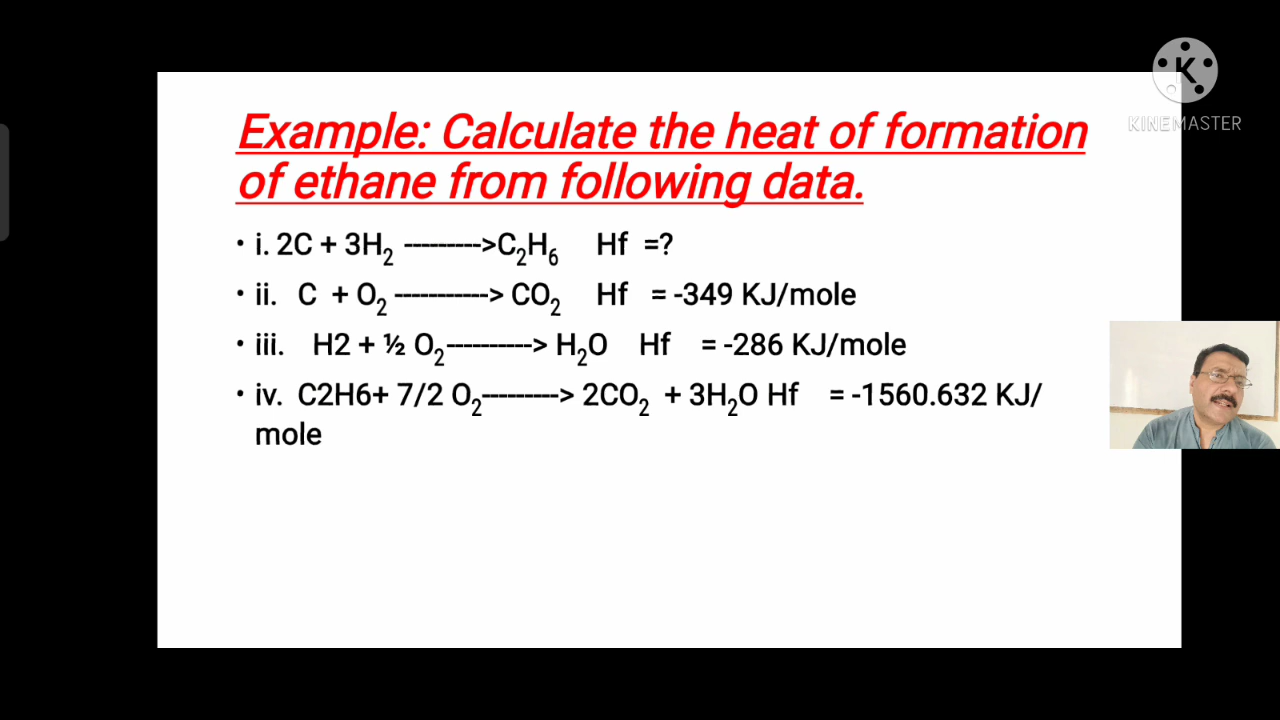 KINEMASTER
Example: Calculate the heat of formation
of ethane from following data.
• i. 2C + 3H₂ --------->C₂H₆ Hf =?
• ii. C + O₂ -----------> CO₂ Hf = -349 KJ/mole
• iii. H2 + ½ O₂----------> H₂O Hf = -286 KJ/mole
• iv. C2H6+ 7/2 O₂---------> 2CO₂ + 3H₂O Hf = -1560.632 KJ/
mole